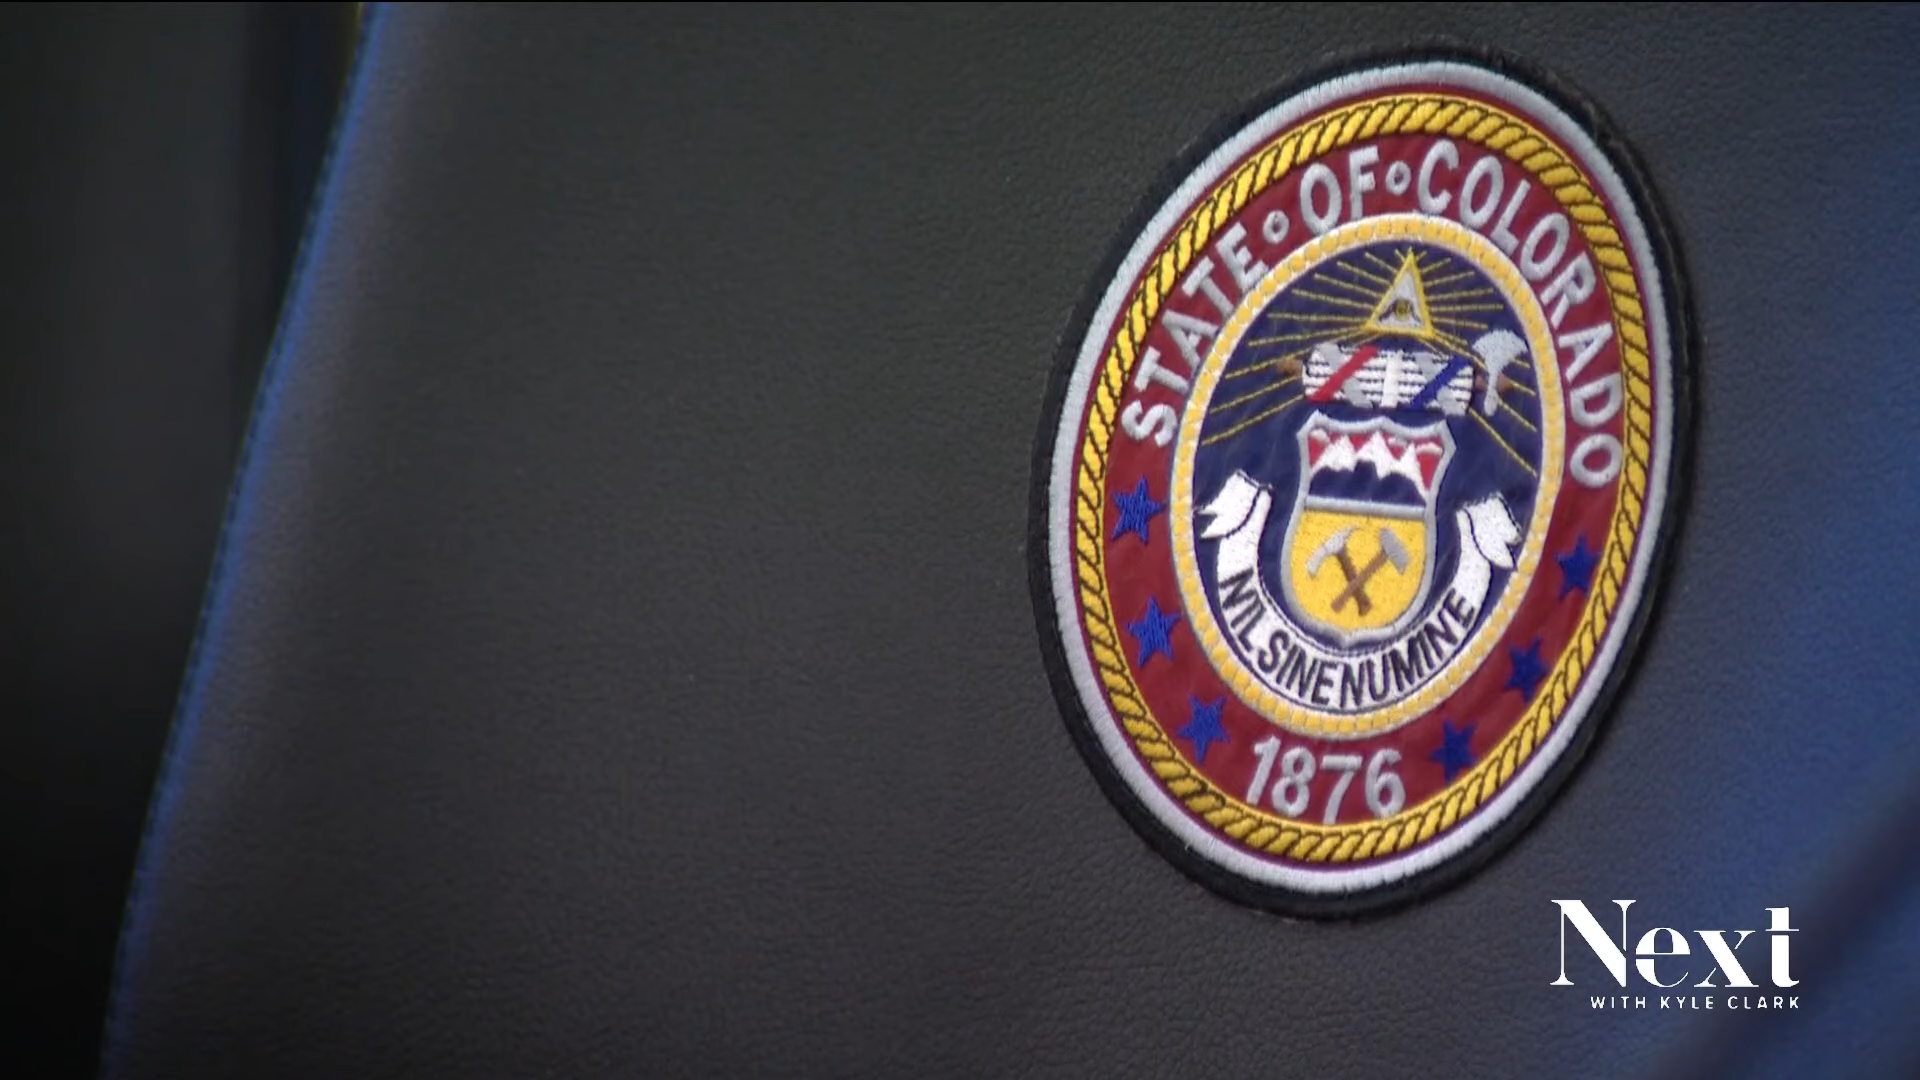 STATE OF COLORADO
NIL SINE NUMINE
1876
Next
WITH KYLE CLARK